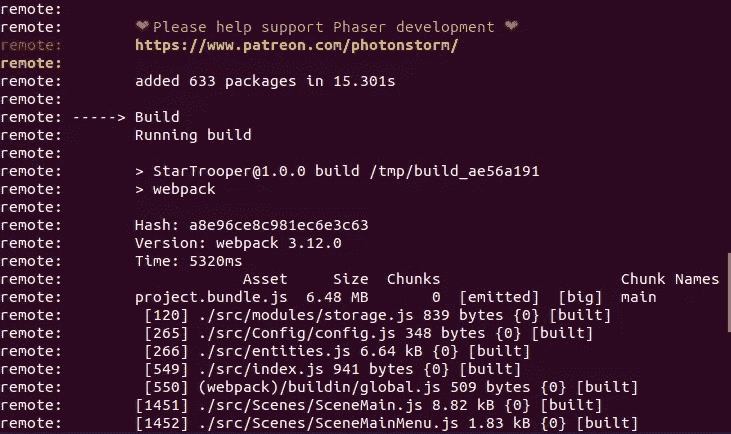 remote:
remote:        ❤Please help support Phaser development ❤
remote:        https://www.patreon.com/photonstorm/
remote:
remote:        added 633 packages in 15.301s
remote:
remote: -----> Build
remote:        Running build
remote:
remote:        > StarTrooper@1.0.0 build /tmp/build_ae56a191
remote:        > webpack
remote:
remote:        Hash: a8e96ce8c981ec6e3c63
remote:        Version: webpack 3.12.0
remote:        Time: 5320ms
remote:                    Asset     Size  Chunks                    Chunk Names
remote:        project.bundle.js  6.48 MB       0  [emitted]  [big]  main
remote:         [120] ./src/modules/storage.js 839 bytes {0} [built]
remote:         [265] ./src/Config/config.js 348 bytes {0} [built]
remote:         [266] ./src/entities.js 6.64 kB {0} [built]
remote:         [549] ./src/index.js 941 bytes {0} [built]
remote:         [550] (webpack)/buildin/global.js 509 bytes {0} [built]
remote:        [1451] ./src/Scenes/SceneMain.js 8.82 kB {0} [built]
remote:        [1452] ./src/Scenes/SceneMainMenu.js 1.83 kB {0} [built]